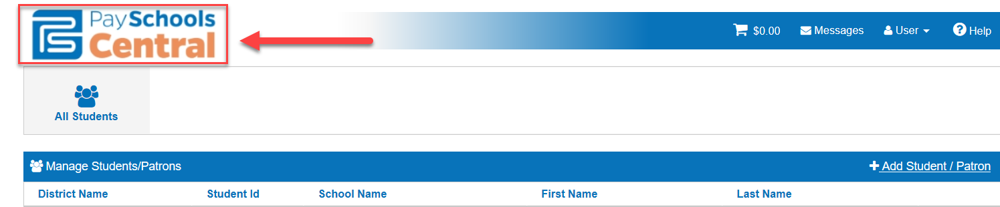 PaySchools
Central
$0.00 Messages User Help
All Students
Manage Students/Patrons Add Student / Patron
District Name Student Id School Name First Name Last Name